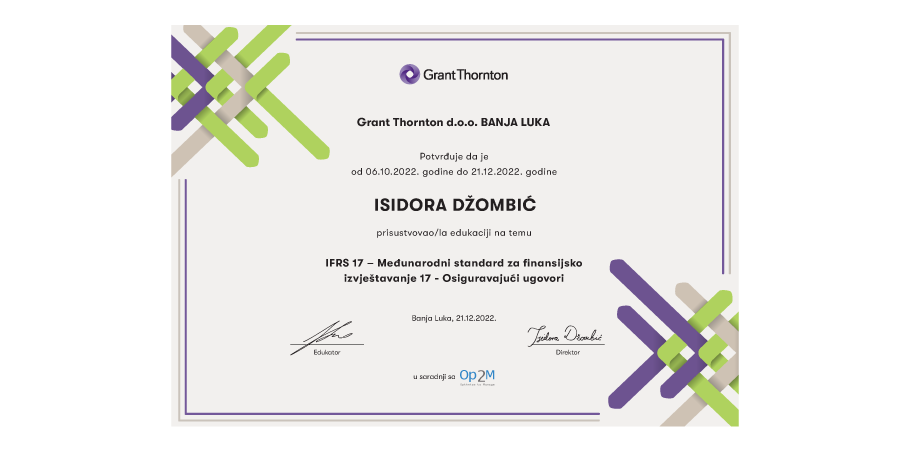 Grant Thornton
Grant Thornton d.o.o. BANJA LUKA
Potvrđuje da je
od 06.10.2022. godine do 21.12.2022. godine
ISIDORA DŽOMBIĆ
prisustvovao/la edukaciji na temu
IFRS 17 – Međunarodni standard za finansijsko
izvještavanje 17 - Osiguravajući ugovori
Banja Luka, 21.12.2022.
Isidora Džombić
Edukator
Direktor
u saradnji sa Op2M